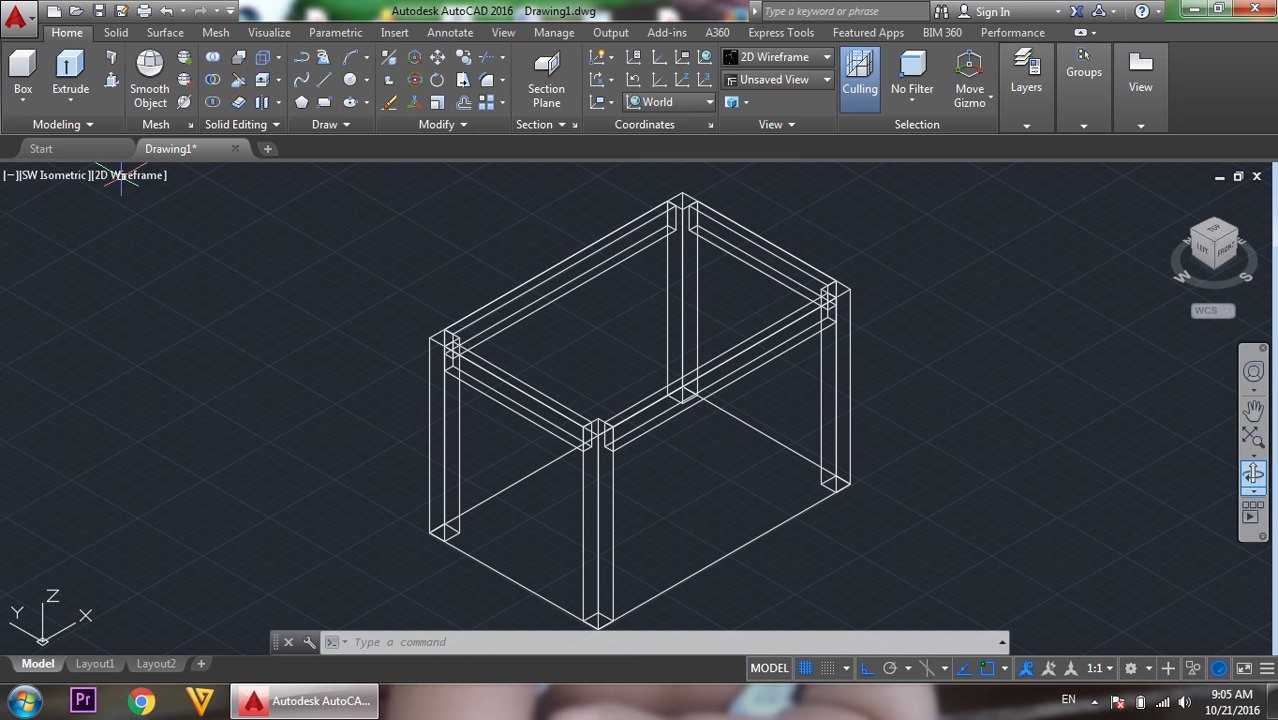 Autodesk AutoCAD 2016    Drawing1.dwg
Type a keyword or phrase
Sign In
Home Solid Surface Mesh Visualize Parametric Insert Annotate View Manage Output Add-ins A360 Express Tools Featured Apps BIM 360 Performance
2D Wireframe
Unsaved View
World
Box Extrude Smooth Object Section Plane Culling No Filter Move Gizmo Layers Groups View
Modeling Mesh Solid Editing Draw Modify Section Coordinates View Selection
Start Drawing1*
[−][SW Isometric][2D Wireframe]
TOP
LEFT FRONT
W S
WCS
Z
Y X
Type a command
Model Layout1 Layout2
MODEL 1:1
Pr
Autodesk AutoCA...
EN
9:05 AM
10/21/2016